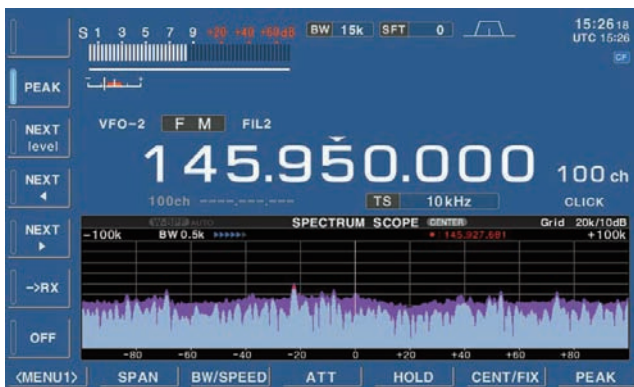 S 1 3 5 7 9 +20 +40 +60dB BW 15k SFT 0
15:26 18
UTC 15:26
CF
PEAK
VFO-2 F M FIL2
NEXT level
145.950.000 100 ch
NEXT
100ch ----.---.---
TS 10kHz CLICK
AUTO SPECTRUM SCOPE CENTER Grid 20k/10dB
-100k BW 0.5k 145.927.681 +100k
NEXT
->RX
OFF
-80 -60 -40 -20 0 +20 +40 +60 +80
<MENU1> SPAN BW/SPEED ATT HOLD CENT/FIX PEAK